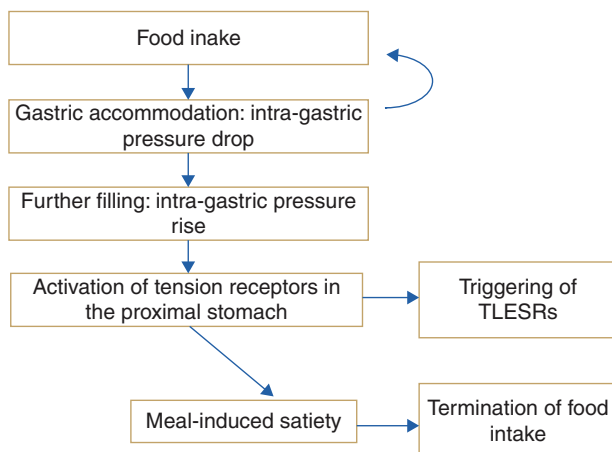 Food inake
Gastric accommodation: intra-gastric
pressure drop
Further filling: intra-gastric pressure
rise
Activation of tension receptors in
the proximal stomach
Triggering of
TLESRs
Meal-induced satiety
Termination of food
intake